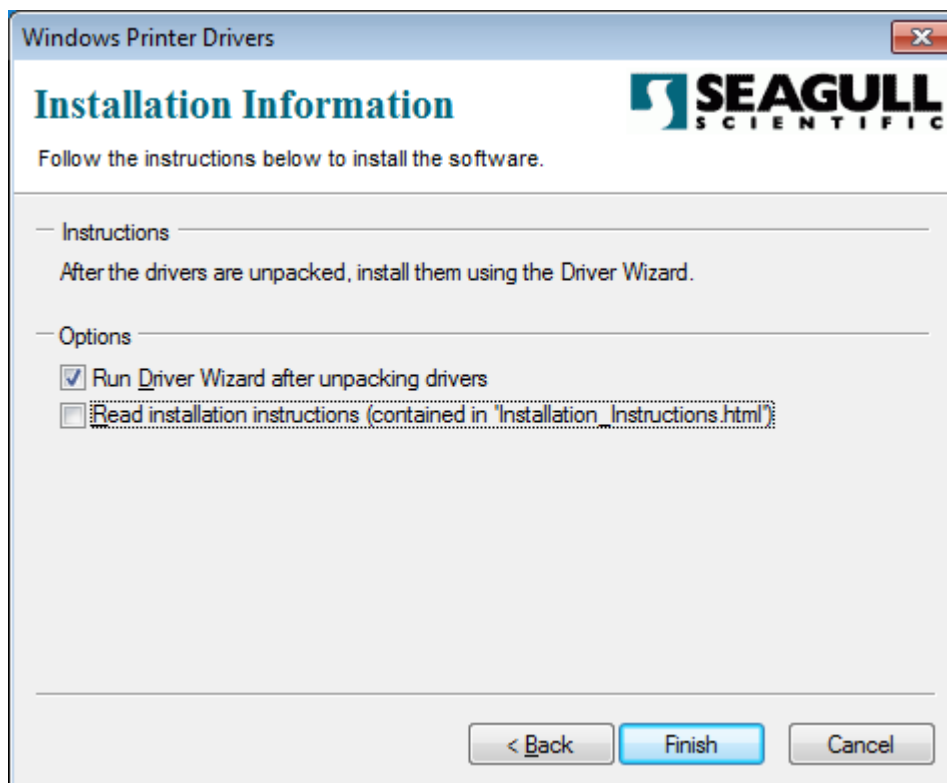 Windows Printer Drivers
Installation Information
SEAGULL
SCIENTIFIC
Follow the instructions below to install the software.
Instructions
After the drivers are unpacked, install them using the Driver Wizard.
Options
Run Driver Wizard after unpacking drivers
Read installation instructions (contained in "Installation_Instructions.html")
< Back Finish Cancel